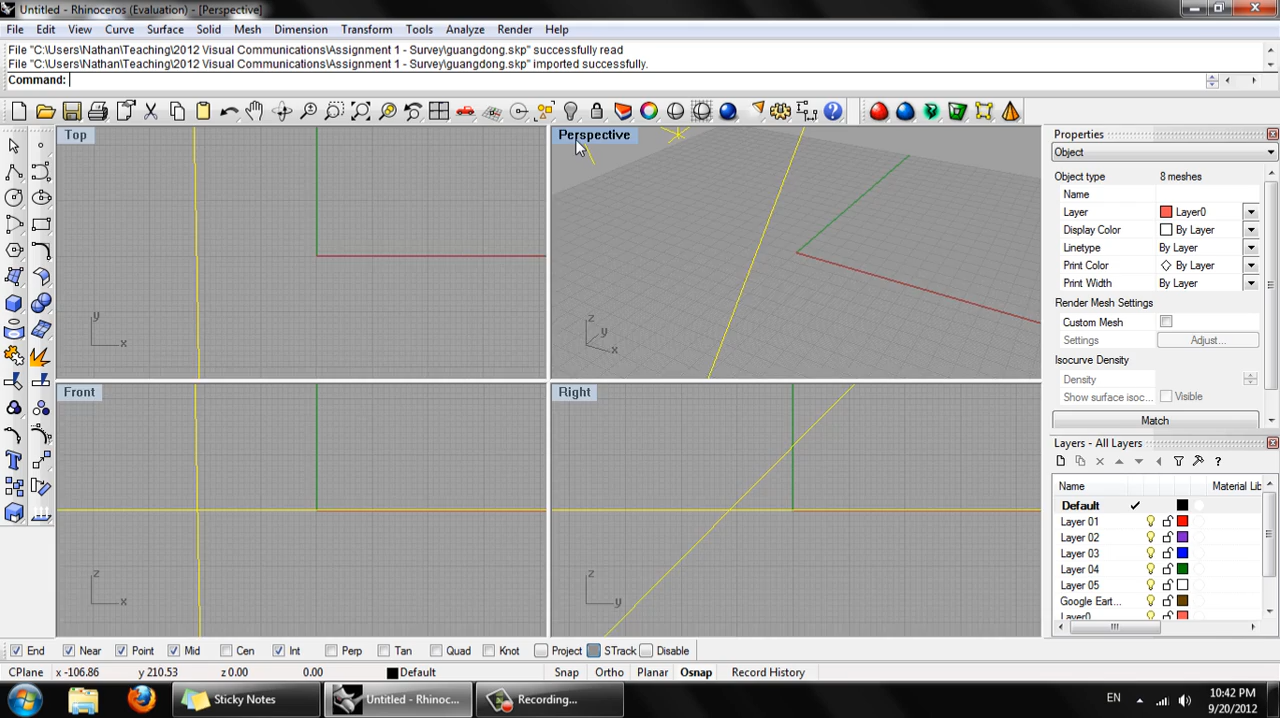 Untitled - Rhinoceros (Evaluation) - [Perspective]
File Edit View Curve Surface Solid Mesh Dimension Transform Tools Analyze Render Help
File "C:\Users\Nathan\Teaching\2012 Visual Communications\Assignment 1 - Survey\guangdong.skp" successfully read
File "C:\Users\Nathan\Teaching\2012 Visual Communications\Assignment 1 - Survey\guangdong.skp" imported successfully.
Command:
Top
y
x
Perspective
z
y
x
Front
z
x
Right
z
y
Properties
Object
Object type 8 meshes
Name
Layer Layer0
Display Color By Layer
Linetype By Layer
Print Color By Layer
Print Width By Layer
Render Mesh Settings
Custom Mesh
Settings Adjust...
Isocurve Density
Density
Show surface isoc... Visible
Match
Layers - All Layers
Name Material Lib
Default
Layer 01
Layer 02
Layer 03
Layer 04
Layer 05
Google Eart...
Layer0
End Near Point Mid Cen Int Perp Tan Quad Knot Project STrack Disable
CPlane x -106.86 y 210.53 z 0.00 0.00 Default Snap Ortho Planar Osnap Record History
Sticky Notes Untitled - Rhinoc... Recording... EN 10:42 PM
9/20/2012